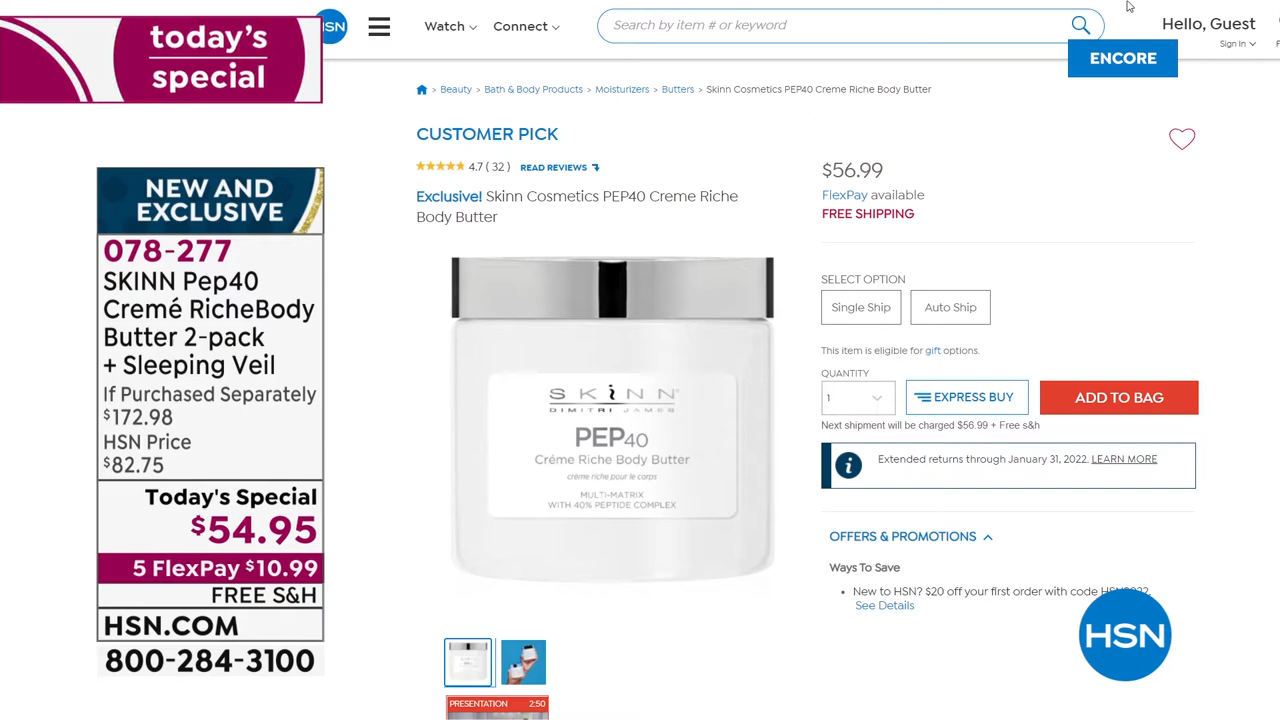 today's
special
HSN
Watch
Connect
Search by item # or keyword
Hello, Guest
Sign In
ENCORE
> Beauty > Bath & Body Products > Moisturizers > Butters > Skinn Cosmetics PEP40 Creme Riche Body Butter
NEW AND
EXCLUSIVE
078-277
SKINN Pep40
Cremé RicheBody
Butter 2-pack
+ Sleeping Veil
If Purchased Separately
$172.98
HSN Price
$82.75
Today's Special
$54.95
5 FlexPay $10.99
FREE S&H
HSN.COM
800-284-3100
CUSTOMER PICK
4.7 ( 32 ) READ REVIEWS
Exclusive! Skinn Cosmetics PEP40 Creme Riche
Body Butter
SKiNN®
DIMITRI JAMES
PEP40
Créme Riche Body Butter
crème riche pour le corps
MULTI-MATRIX
WITH 40% PEPTIDE COMPLEX
PRESENTATION 2:50
$56.99
FlexPay available
FREE SHIPPING
SELECT OPTION
Single Ship
Auto Ship
This item is eligible for gift options.
QUANTITY
1
EXPRESS BUY
ADD TO BAG
Next shipment will be charged $56.99 + Free s&h
i
Extended returns through January 31, 2022. LEARN MORE
OFFERS & PROMOTIONS
Ways To Save
• New to HSN? $20 off your first order with code
See Details
HSN